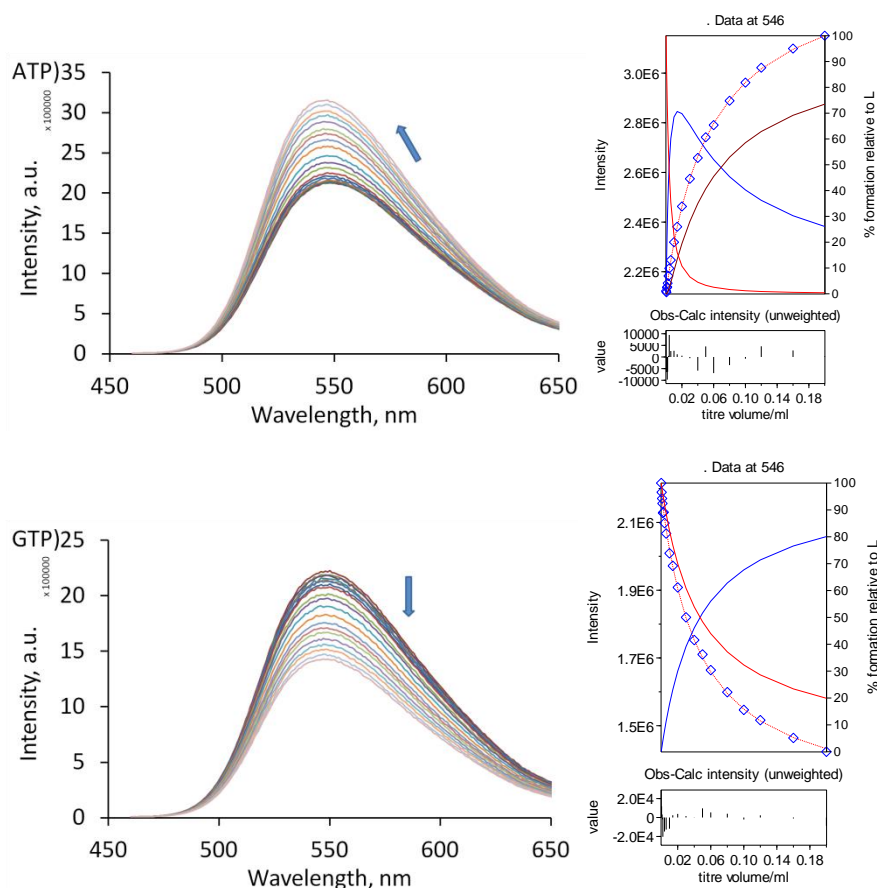 ATP)
x 100000
Intensity, a.u.
35
30
25
20
15
10
5
0
450 500 550 600 650
Wavelength, nm
. Data at 546
Intensity
3.0E6
2.8E6
2.6E6
2.4E6
2.2E6
100
90
80
70
60
50
40
30
20
10
0
% formation relative to L
Obs-Calc intensity (unweighted)
value
10000
5000
0
-5000
-10000
0.02 0.06 0.10 0.14 0.18
titre volume/ml
GTP)
x 100000
Intensity, a.u.
25
20
15
10
5
0
450 500 550 600 650
Wavelength, nm
. Data at 546
Intensity
2.1E6
1.9E6
1.7E6
1.5E6
100
90
80
70
60
50
40
30
20
10
0
% formation relative to L
Obs-Calc intensity (unweighted)
value
2.0E4
0
-2.0E4
0.02 0.06 0.10 0.14 0.18
titre volume/ml